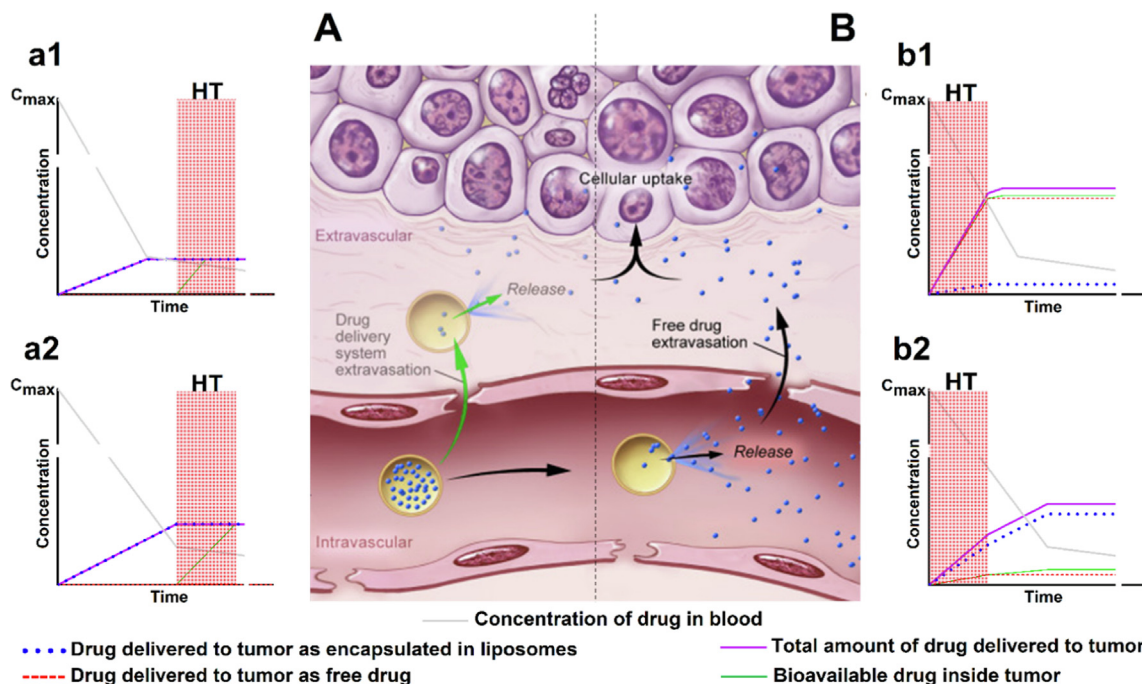 A
B
a1
HT
Cmax
Concentration
Time
b1
HT
Cmax
Concentration
Time
Cellular uptake
Extravascular
Release
Drug
delivery
system
extravasation
Free drug
extravasation
Release
Intravascular
a2
HT
Cmax
Concentration
Time
b2
HT
Cmax
Concentration
Time
Concentration of drug in blood
Drug delivered to tumor as encapsulated in liposomes
Total amount of drug delivered to tumor
Drug delivered to tumor as free drug
Bioavailable drug inside tumor